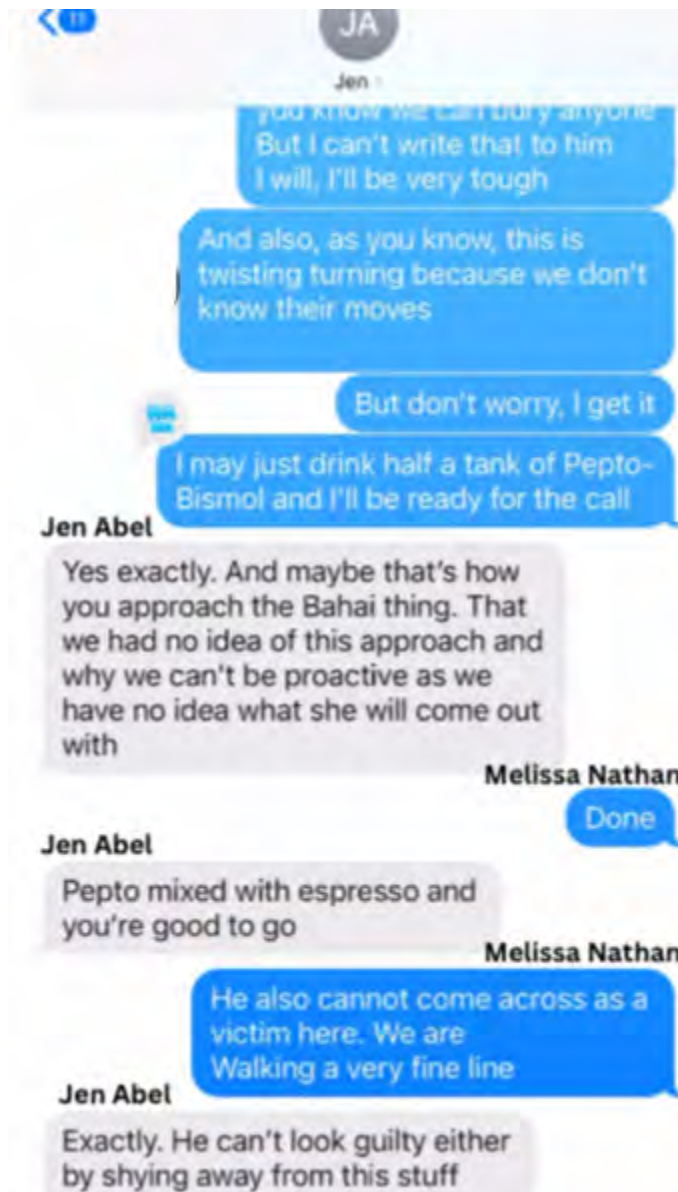 11
JA
Jen
you know we can bury anyone
But I can't write that to him
I will. I'll be very tough
And also, as you know, this is
twisting turning because we don't
know their moves
But don't worry, I get it
I may just drink half a tank of Pepto-
Bismol and I'll be ready for the call
Jen Abel
Yes exactly. And maybe that's how
you approach the Bahai thing. That
we had no idea of this approach and
why we can't be proactive as we
have no idea what she will come out
with
Melissa Nathan
Done
Jen Abel
Pepto mixed with espresso and
you're good to go
Melissa Nathan
He also cannot come across as a
victim here. We are
Walking a very fine line
Jen Abel
Exactly. He can't look guilty either
by shying away from this stuff